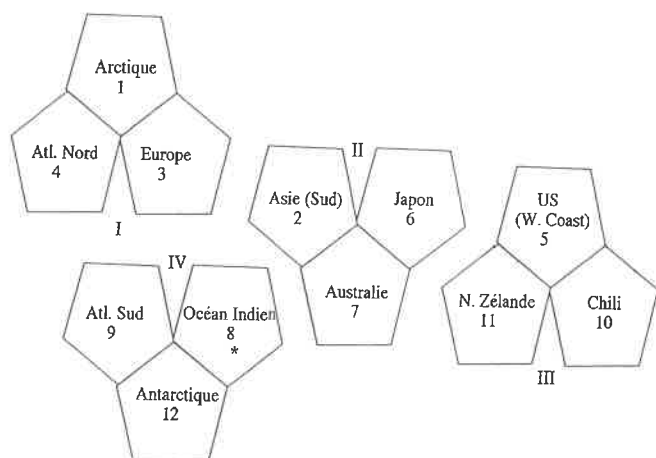 Arctique
1
Atl. Nord
4
Europe
3
I
II
Asie (Sud)
2
Japon
6
Australie
7
US
(W. Coast)
5
N. Zélande
11
Chili
10
III
IV
Atl. Sud
9
Océan Indien
8
*
Antarctique
12